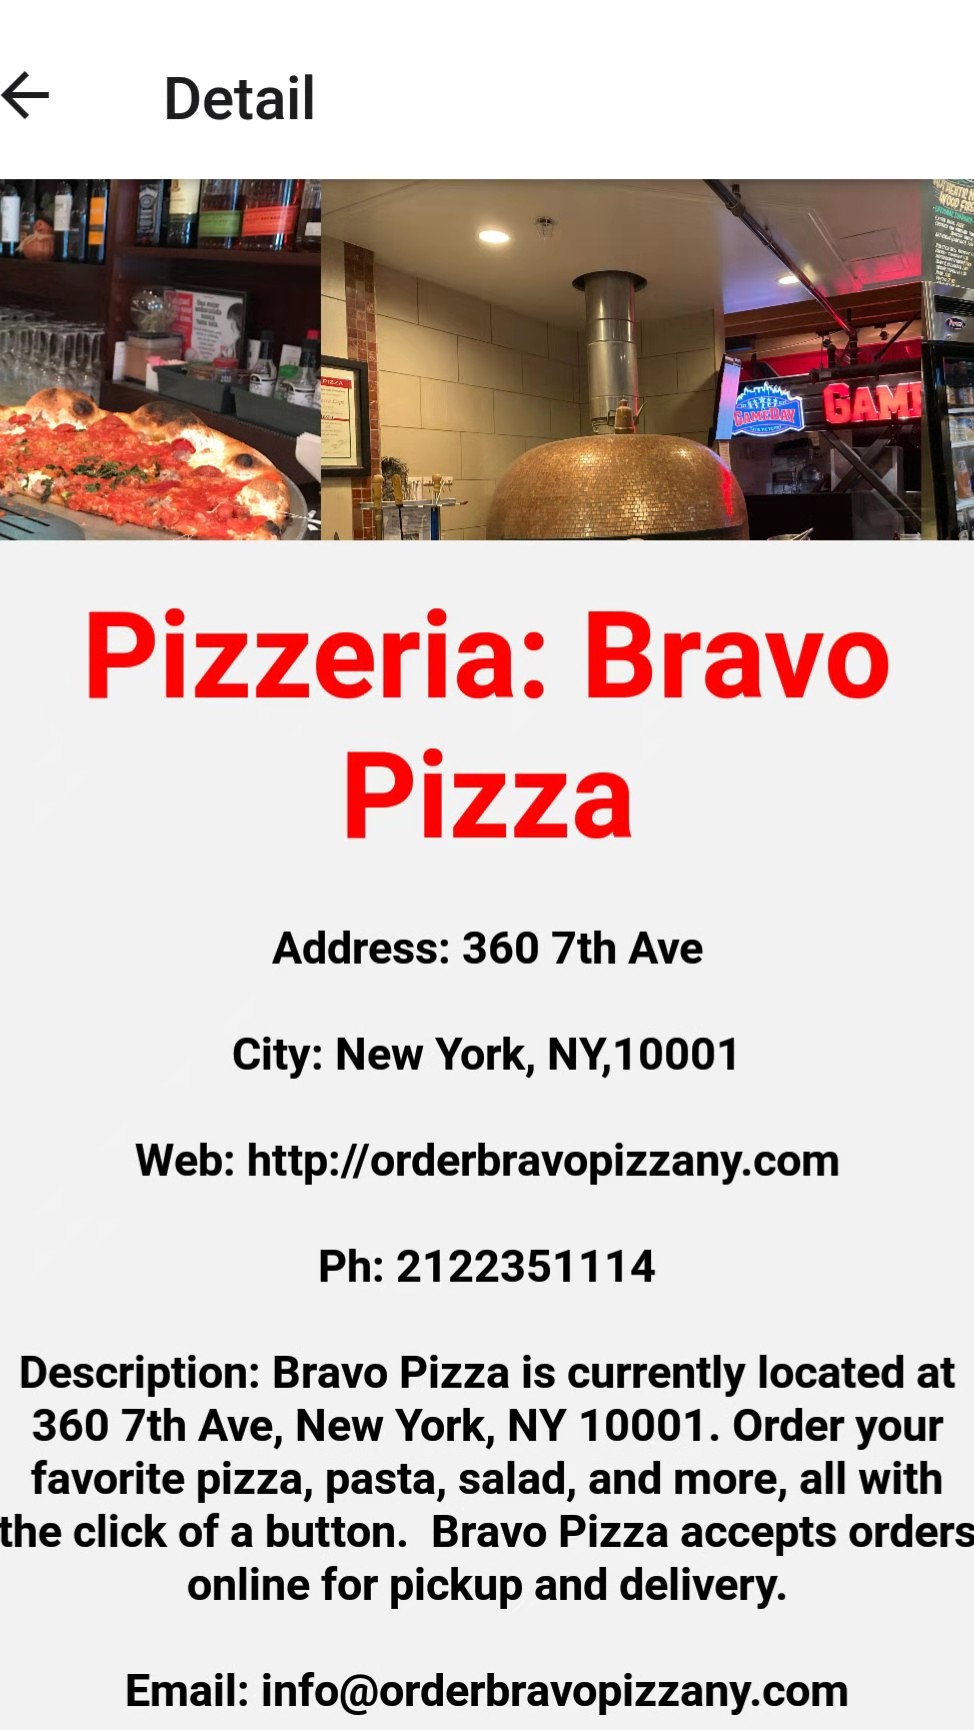 Detail
PIZZA
GAMEDAY
GAME
Pizzeria: Bravo
Pizza
Address: 360 7th Ave
City: New York, NY,10001
Web: http://orderbravopizzany.com
Ph: 2122351114
Description: Bravo Pizza is currently located at
360 7th Ave, New York, NY 10001. Order your
favorite pizza, pasta, salad, and more, all with
the click of a button.  Bravo Pizza accepts orders
online for pickup and delivery.
Email: info@orderbravopizzany.com